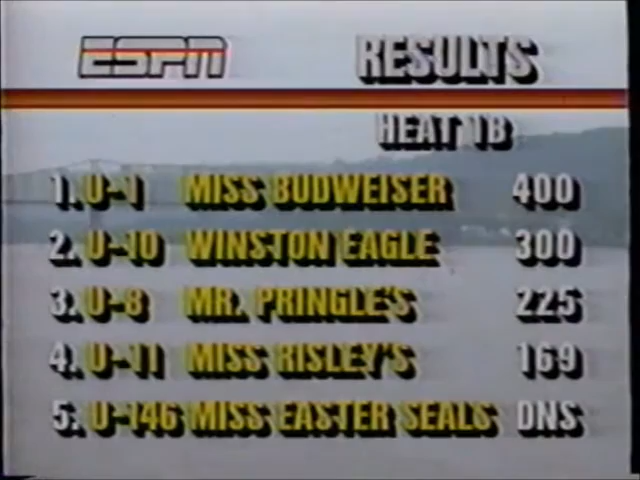 ESPN RESULTS
HEAT 1B
1. U-1 MISS BUDWEISER 400
2. U-10 WINSTON EAGLE 300
3. U-8 MR. PRINGLE'S 225
4. U-11 MISS RISLEY'S 169
5. U-146 MISS EASTER SEALS DNS